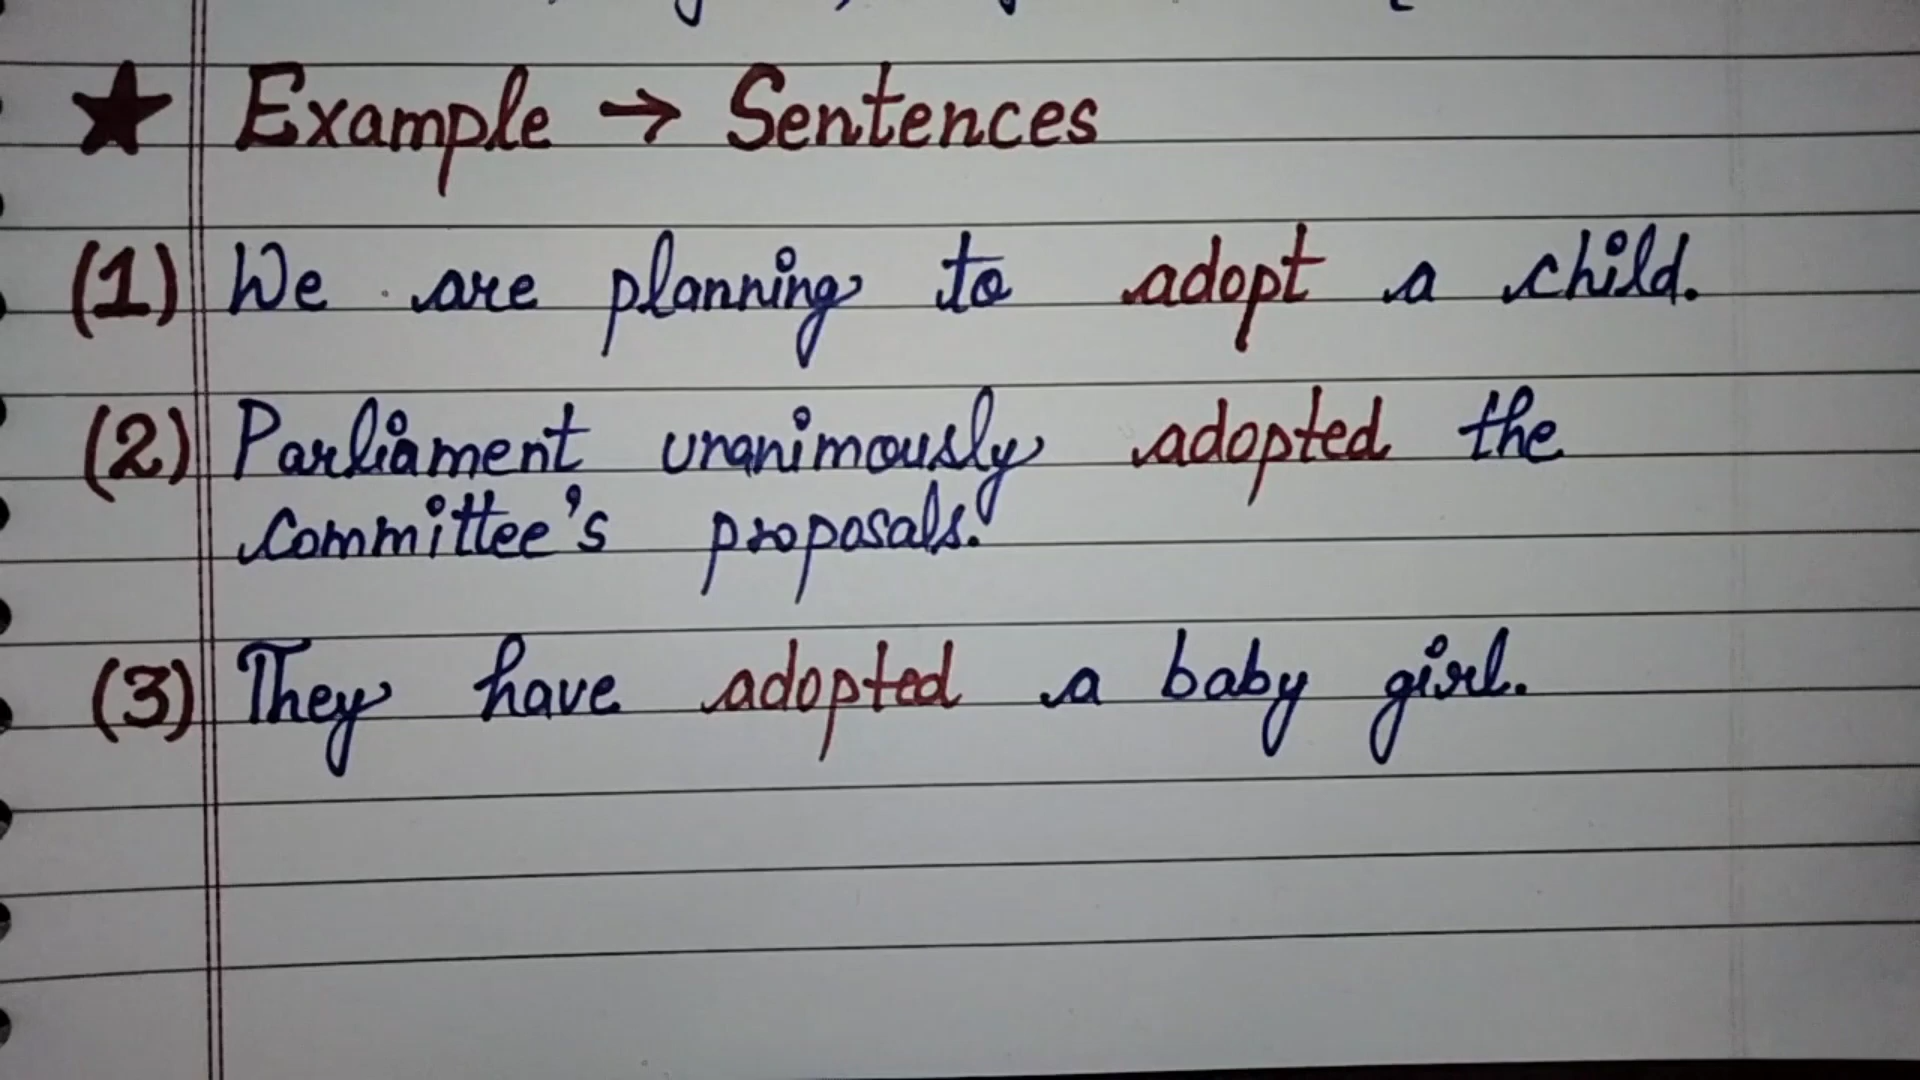 ★ Example → Sentences
(1) We are planning to adopt a child.
(2) Parliament unanimously adopted the
committee's proposals.
(3) They have adopted a baby girl.